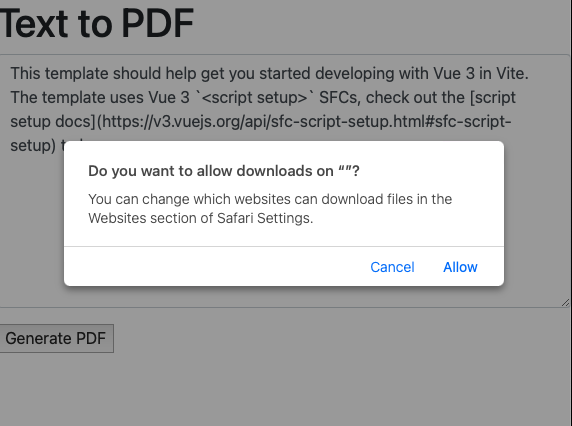 Text to PDF
This template should help get you started developing with Vue 3 in Vite.
The template uses Vue 3 `<script setup>` SFCs, check out the [script
setup docs](https://v3.vuejs.org/api/sfc-script-setup.html#sfc-script-
setup)
Do you want to allow downloads on “”?
You can change which websites can download files in the
Websites section of Safari Settings.
Cancel Allow
Generate PDF